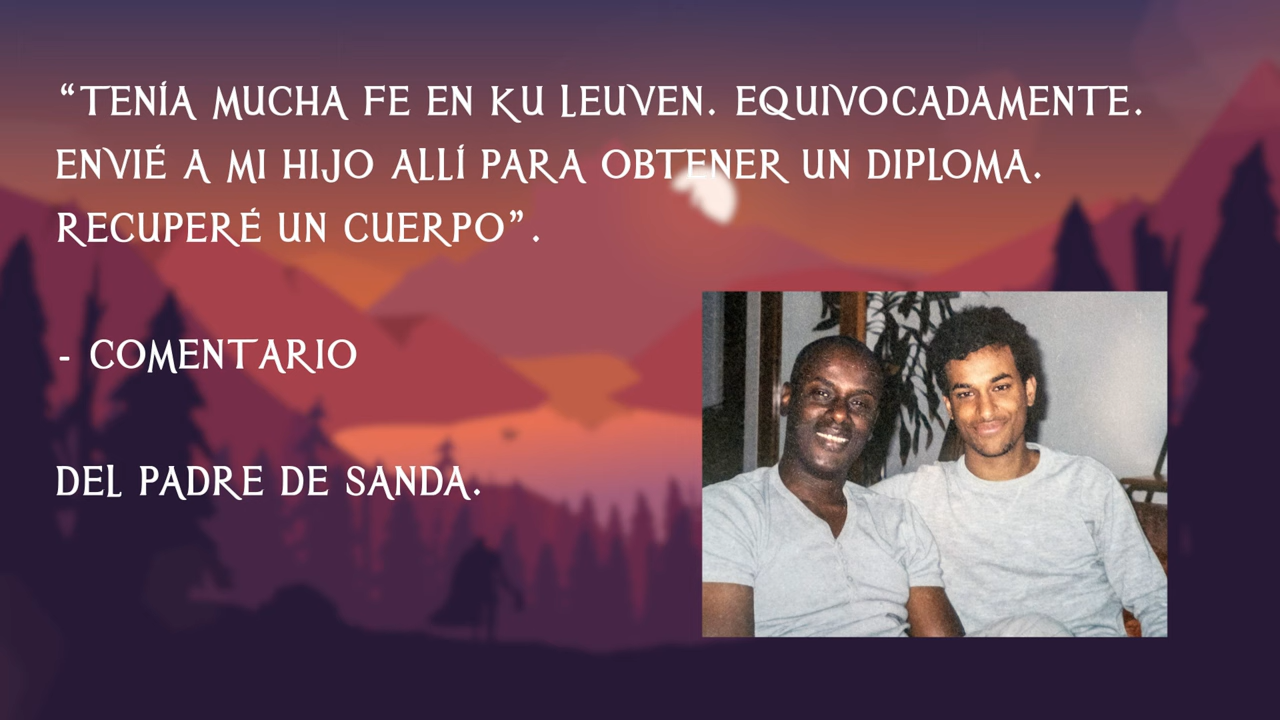 “TENÍA MUCHA FE EN KU LEUVEN. EQUIVOCADAMENTE.
ENVIÉ A MI HIJO ALLÍ PARA OBTENER UN DIPLOMA.
RECUPERÉ UN CUERPO”.
- COMENTARIO
DEL PADRE DE SANDA.